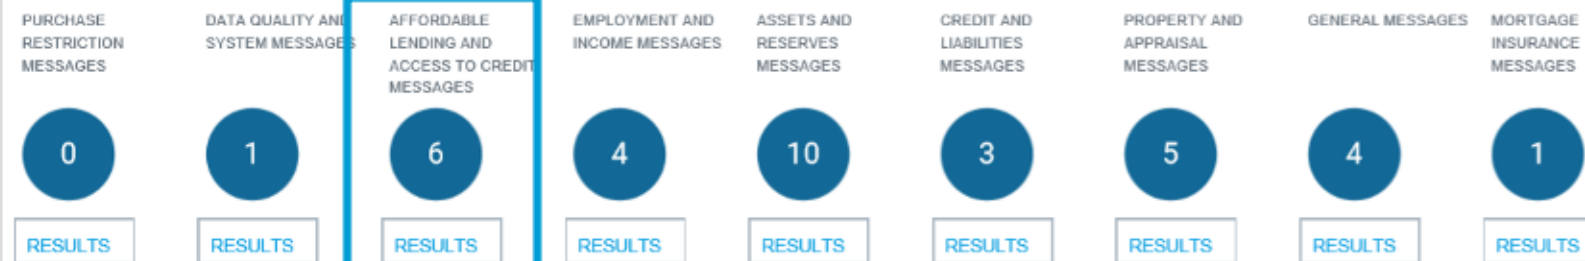 PURCHASE
RESTRICTION
MESSAGES
0
RESULTS
DATA QUALITY AND
SYSTEM MESSAGES
1
RESULTS
AFFORDABLE
LENDING AND
ACCESS TO CREDIT
MESSAGES
6
RESULTS
EMPLOYMENT AND
INCOME MESSAGES
4
RESULTS
ASSETS AND
RESERVES
MESSAGES
10
RESULTS
CREDIT AND
LIABILITIES
MESSAGES
3
RESULTS
PROPERTY AND
APPRAISAL
MESSAGES
5
RESULTS
GENERAL MESSAGES
4
RESULTS
MORTGAGE
INSURANCE
MESSAGES
1
RESULTS